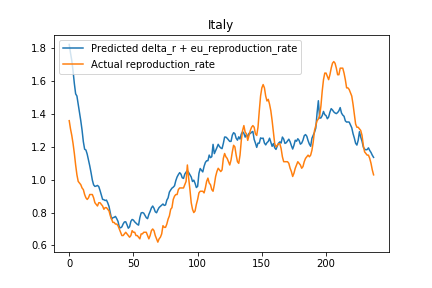 Italy
Predicted delta_r + eu_reproduction_rate
Actual reproduction_rate
1.8
1.6
1.4
1.2
1.0
0.8
0.6
0 50 100 150 200